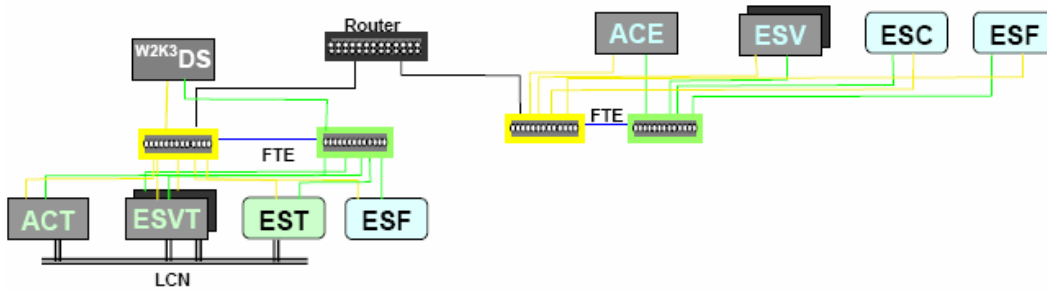 Router
W2K3DS
ACE
ESV
ESC
ESF
FTE
FTE
ACT
ESVT
EST
ESF
LCN